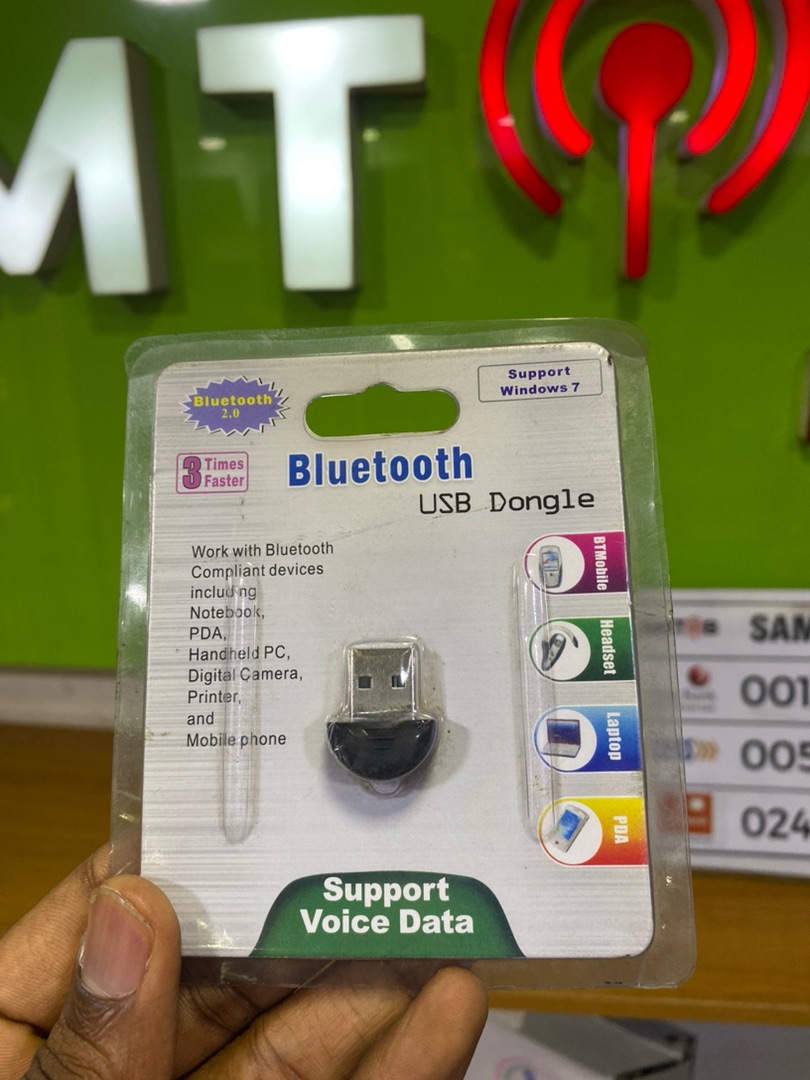 MT
Bluetooth
2.0
Support
Windows 7
3 Times
Faster
Bluetooth
USB Dongle
Work with Bluetooth
Compliant devices
including
Notebook,
PDA,
Handheld PC,
Digital Camera,
Printer,
and
Mobile phone
BTMobile
Headset
Laptop
PDA
Support
Voice Data
SAM
001
005
024